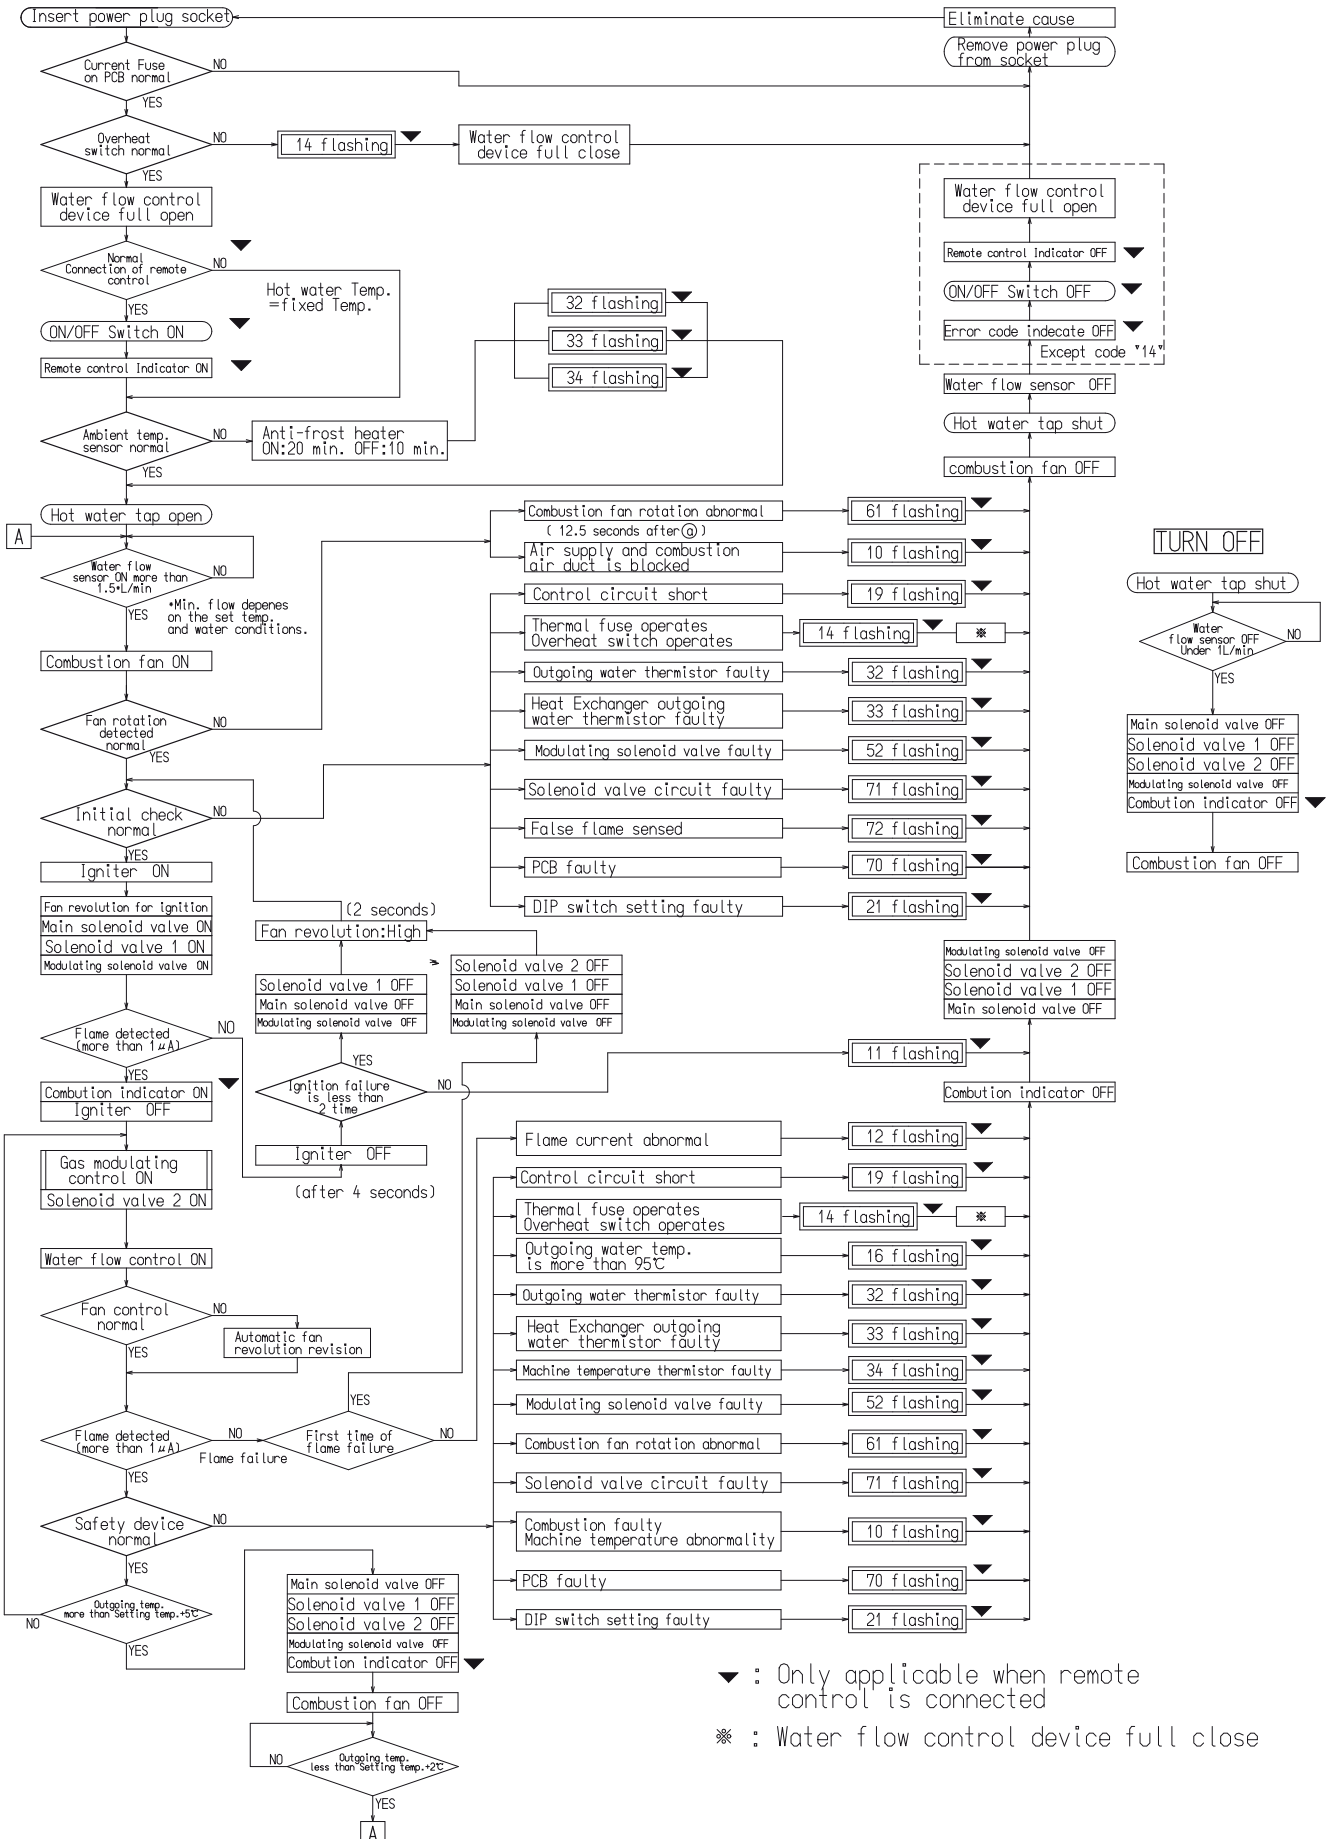 Insert power plug socket
Eliminate cause
Remove power plug
from socket
Current Fuse
on PCB normal
NO
YES
Overheat
switch normal
NO
14 flashing
Water flow control
device full close
YES
Water flow control
device full open
Water flow control
device full open
Normal
Connection of remote
control
NO
Remote control Indicator OFF
Hot water Temp.
=fixed Temp.
YES
ON/OFF Switch OFF
32 flashing
ON/OFF Switch ON
Error code indecate OFF
33 flashing
Except code "14"
Remote control Indicator ON
34 flashing
Water flow sensor OFF
Hot water tap shut
Ambient temp.
sensor normal
NO
Anti-frost heater
ON:20 min. OFF:10 min.
YES
combustion fan OFF
Hot water tap open
A
Water flow
sensor ON more than
1.5*L/min
NO
YES
*Min. flow depenes
on the set temp.
and water conditions.
Combustion fan ON
Fan rotation
detected
normal
NO
YES
Combustion fan rotation abnormal
61 flashing
( 12.5 seconds after ⓐ )
Air supply and combustion
air duct is blocked
10 flashing
Control circuit short
19 flashing
Thermal fuse operates
Overheat switch operates
14 flashing
※
Outgoing water thermistor faulty
32 flashing
Heat Exchanger outgoing
water thermistor faulty
33 flashing
Modulating solenoid valve faulty
52 flashing
Solenoid valve circuit faulty
71 flashing
False flame sensed
72 flashing
PCB faulty
70 flashing
DIP switch setting faulty
21 flashing
TURN OFF
Hot water tap shut
Water
flow sensor OFF
Under 1L/min
NO
YES
Main solenoid valve OFF
Solenoid valve 1 OFF
Solenoid valve 2 OFF
Modulating solenoid valve OFF
Combution indicator OFF
Combustion fan OFF
Initial check
normal
NO
YES
Igniter ON
Fan revolution for ignition
Main solenoid valve ON
Solenoid valve 1 ON
Modulating solenoid valve ON
(2 seconds)
Fan revolution:High
Solenoid valve 1 OFF
Main solenoid valve OFF
Modulating solenoid valve OFF
Solenoid valve 2 OFF
Solenoid valve 1 OFF
Main solenoid valve OFF
Modulating solenoid valve OFF
Modulating solenoid valve OFF
Solenoid valve 2 OFF
Solenoid valve 1 OFF
Main solenoid valve OFF
Flame detected
(more than 1μA)
NO
YES
YES
Ignition failure
is less than
2 time
NO
11 flashing
Combution indicator OFF
Combution indicator ON
Igniter OFF
Igniter OFF
(after 4 seconds)
Gas modulating
control ON
Solenoid valve 2 ON
Water flow control ON
Fan control
normal
NO
YES
Automatic fan
revolution revision
Flame detected
(more than 1μA)
NO
Flame failure
YES
YES
First time of
flame failure
NO
Flame current abnormal
12 flashing
Control circuit short
19 flashing
Thermal fuse operates
Overheat switch operates
14 flashing
※
Outgoing water temp.
is more than 95℃
16 flashing
Outgoing water thermistor faulty
32 flashing
Heat Exchanger outgoing
water thermistor faulty
33 flashing
Machine temperature thermistor faulty
34 flashing
Modulating solenoid valve faulty
52 flashing
Combustion fan rotation abnormal
61 flashing
Solenoid valve circuit faulty
71 flashing
Combustion faulty
Machine temperature abnormality
10 flashing
PCB faulty
70 flashing
DIP switch setting faulty
21 flashing
Safety device
normal
NO
YES
Outgoing temp.
more than Setting temp.+5℃
NO
YES
Main solenoid valve OFF
Solenoid valve 1 OFF
Solenoid valve 2 OFF
Modulating solenoid valve OFF
Combution indicator OFF
Combustion fan OFF
Outgoing temp.
less than Setting temp.+2℃
NO
YES
A
▼ : Only applicable when remote
control is connected
※ : Water flow control device full close